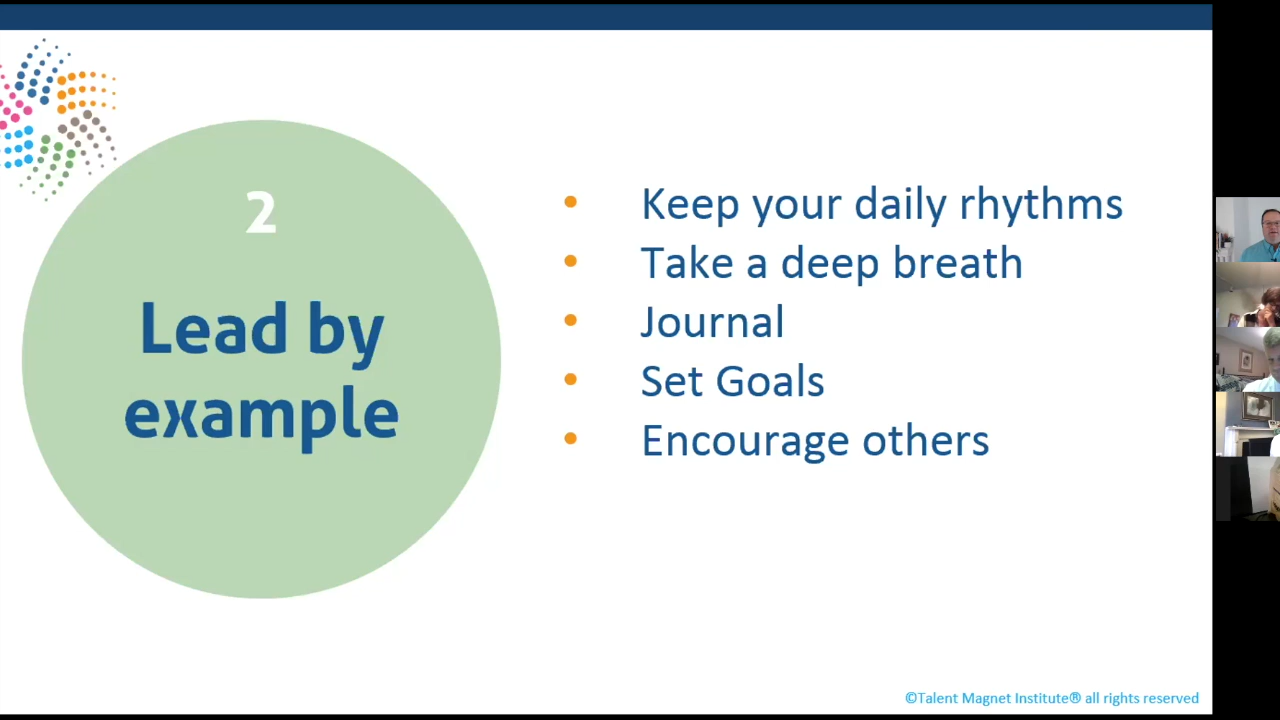 2
Lead by
example
• Keep your daily rhythms
• Take a deep breath
• Journal
• Set Goals
• Encourage others
©Talent Magnet Institute® all rights reserved